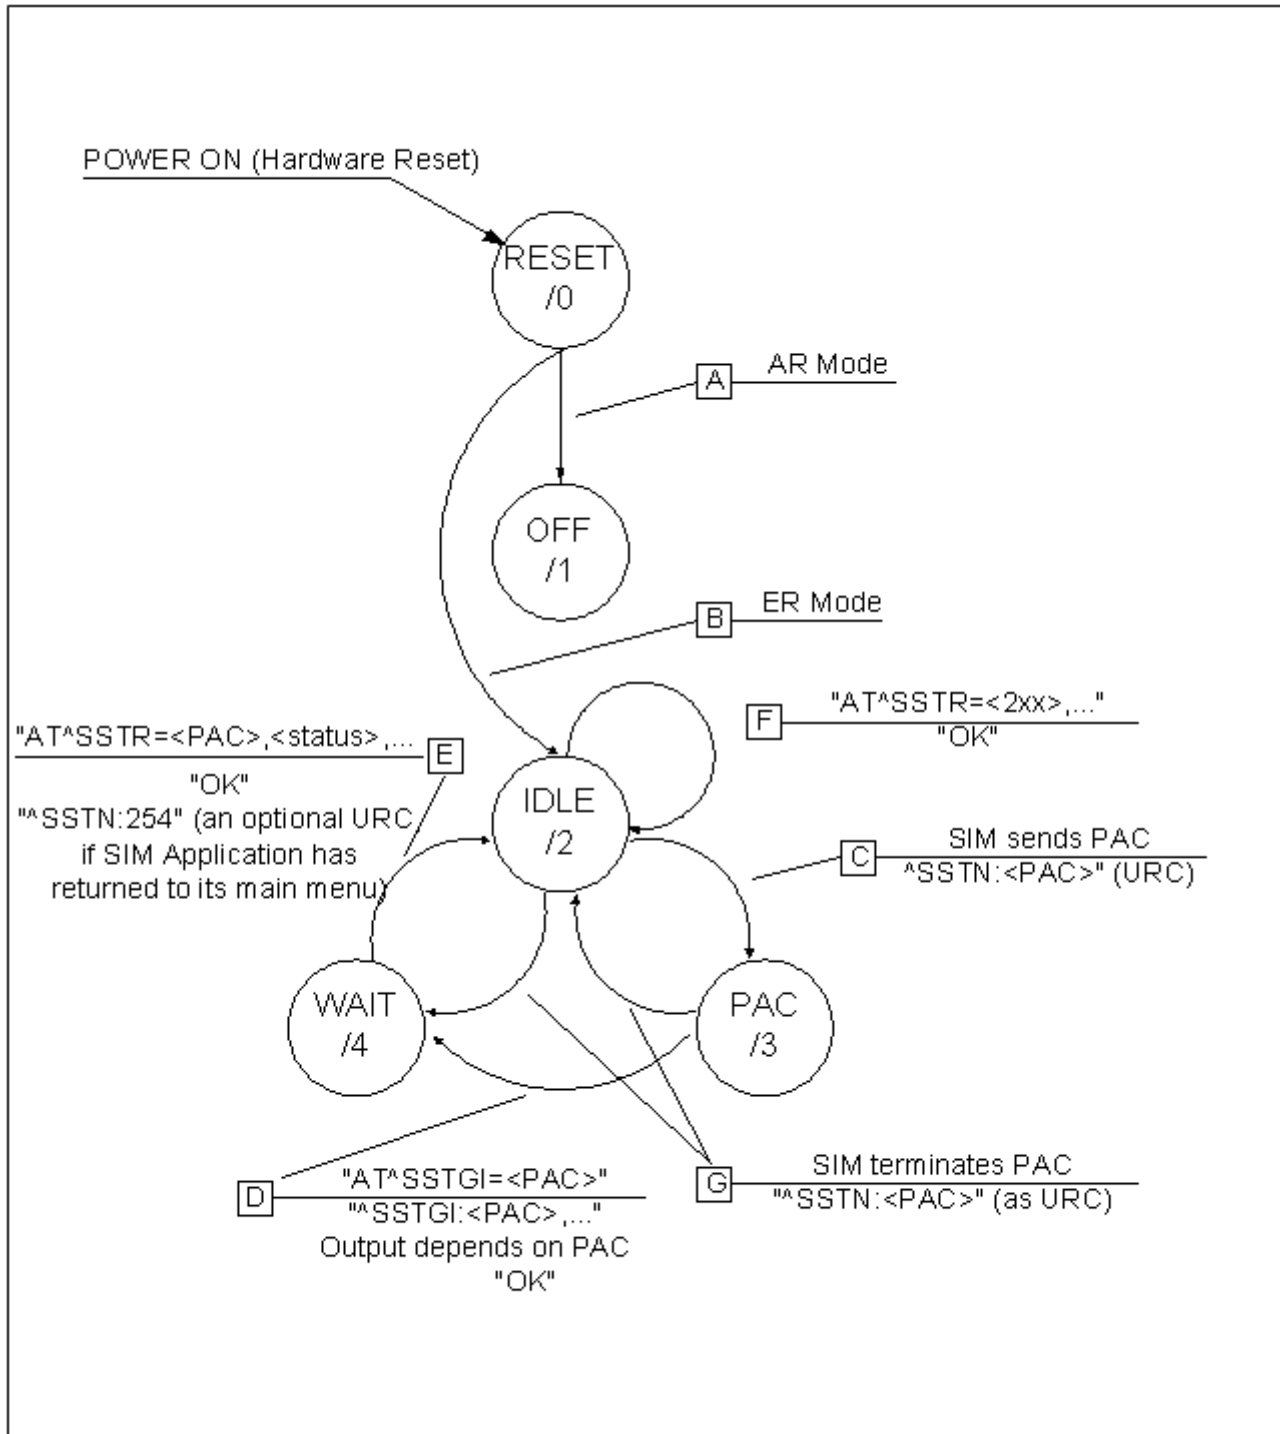 POWER ON (Hardware Reset)
RESET
/0
A
AR Mode
OFF
/1
B
ER Mode
F
"AT^SSTR=<2xx>,..."
"OK"
"AT^SSTR=<PAC>,<status>,...
E
"OK"
"^SSTN:254" (an optional URC
if SIM Application has
returned to its main menu)
IDLE
/2
C
SIM sends PAC
^SSTN:<PAC>" (URC)
WAIT
/4
PAC
/3
D
"AT^SSTGI=<PAC>"
"^SSTGI:<PAC>,..."
Output depends on PAC
"OK"
G
SIM terminates PAC
"^SSTN:<PAC>" (as URC)